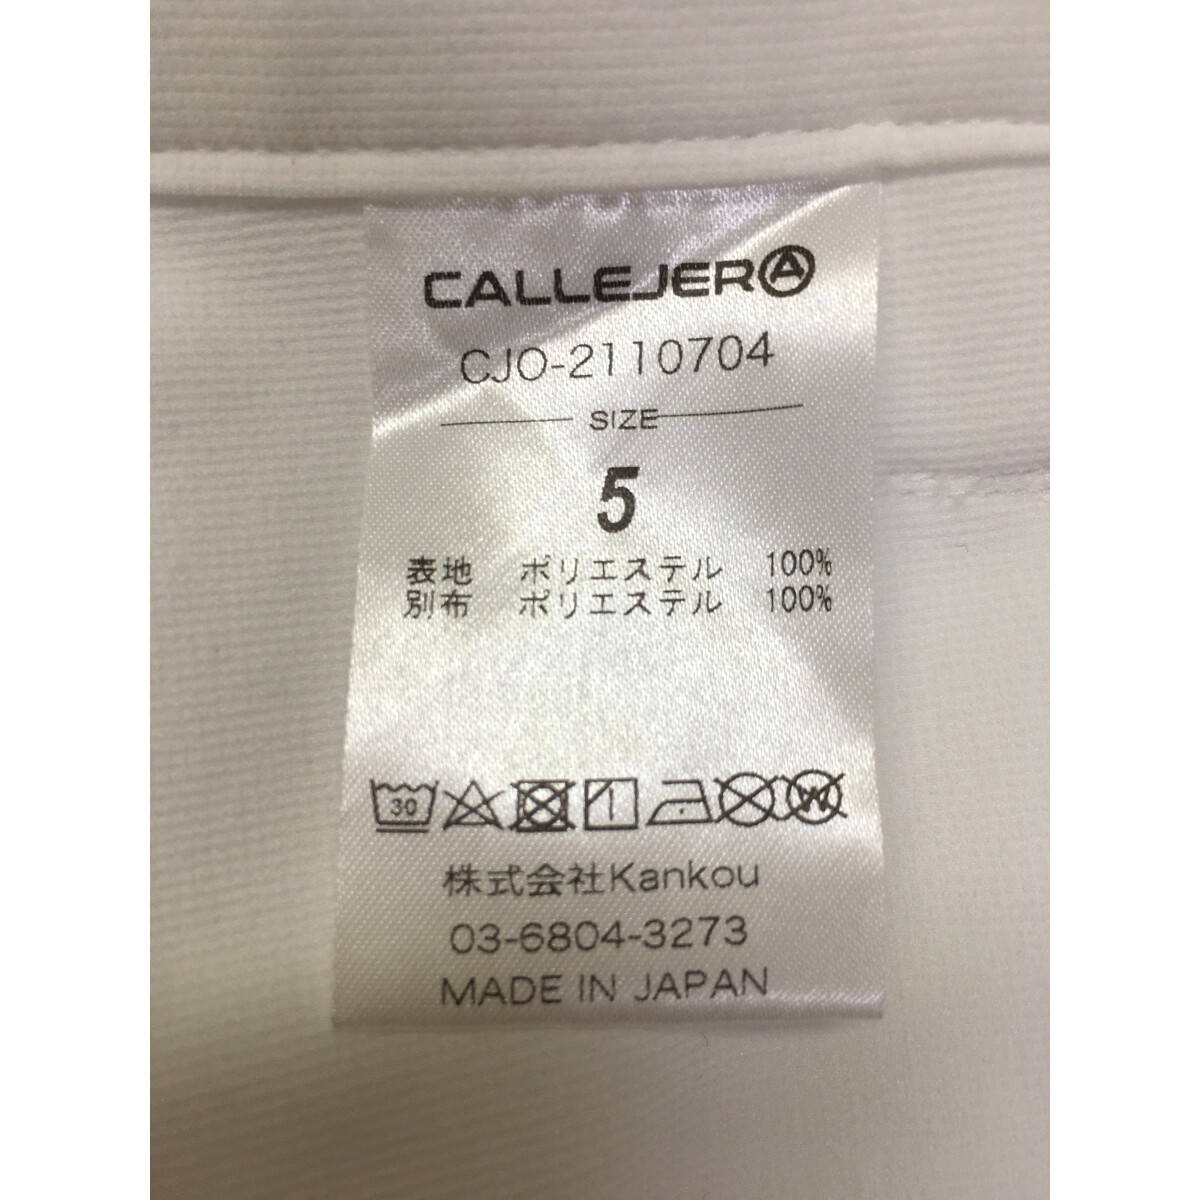 CALLEJERA
CJO-2110704
SIZE
5
表地 ポリエステル 100%
別布 ポリエステル 100%
30 W
株式会社Kankou
03-6804-3273
MADE IN JAPAN